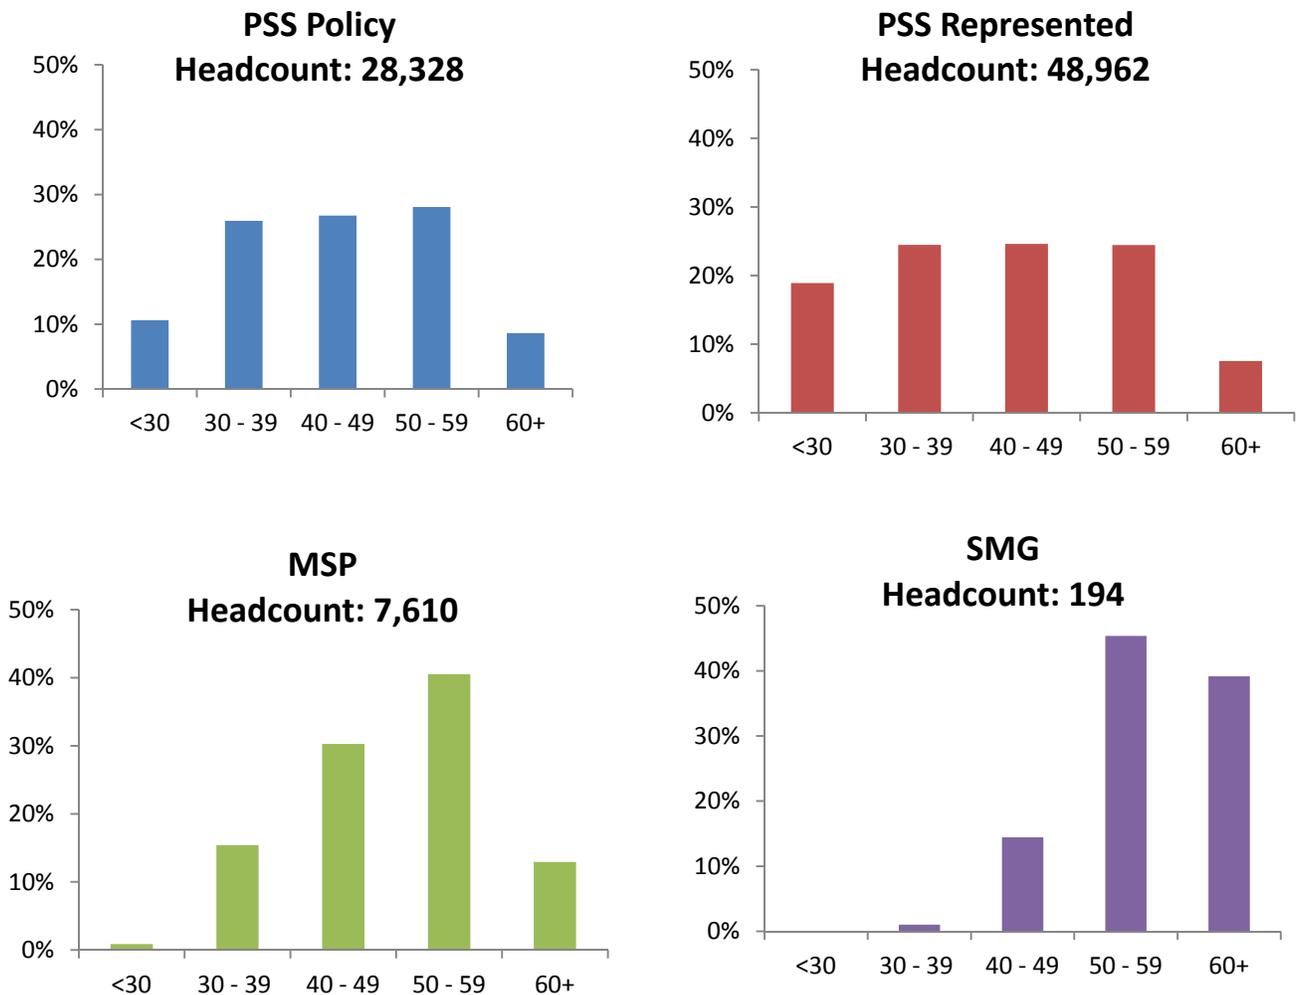 PSS Policy
Headcount: 28,328
50%
40%
30%
20%
10%
0%
<30 30 - 39 40 - 49 50 - 59 60+
PSS Represented
Headcount: 48,962
50%
40%
30%
20%
10%
0%
<30 30 - 39 40 - 49 50 - 59 60+
MSP
Headcount: 7,610
50%
40%
30%
20%
10%
0%
<30 30 - 39 40 - 49 50 - 59 60+
SMG
Headcount: 194
50%
40%
30%
20%
10%
0%
<30 30 - 39 40 - 49 50 - 59 60+